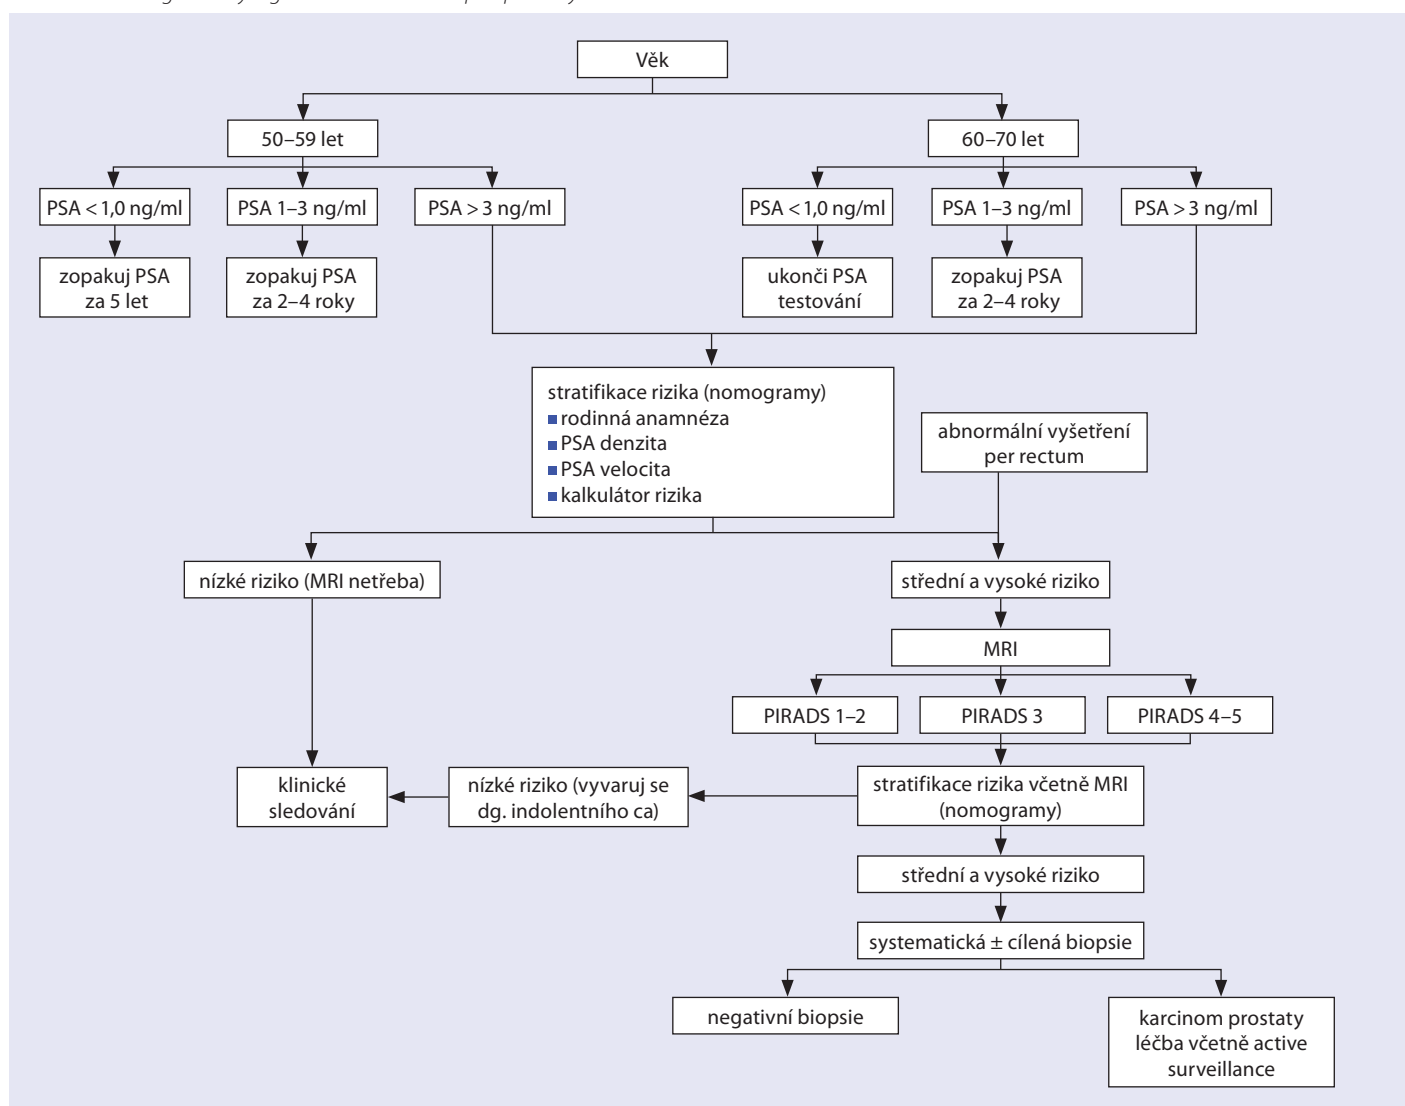 Věk
50–59 let
60–70 let
PSA < 1,0 ng/ml
PSA 1–3 ng/ml
PSA > 3 ng/ml
PSA < 1,0 ng/ml
PSA 1–3 ng/ml
PSA > 3 ng/ml
zopakuj PSA
za 5 let
zopakuj PSA
za 2–4 roky
ukonči PSA
testování
zopakuj PSA
za 2–4 roky
stratifikace rizika (nomogramy)
■ rodinná anamnéza
■ PSA denzita
■ PSA velocita
■ kalkulátor rizika
abnormální vyšetření
per rectum
nízké riziko (MRI netřeba)
střední a vysoké riziko
MRI
PIRADS 1–2
PIRADS 3
PIRADS 4–5
klinické
sledování
nízké riziko (vyvaruj se
dg. indolentního ca)
stratifikace rizika včetně MRI
(nomogramy)
střední a vysoké riziko
systematická ± cílená biopsie
negativní biopsie
karcinom prostaty
léčba včetně active
surveillance